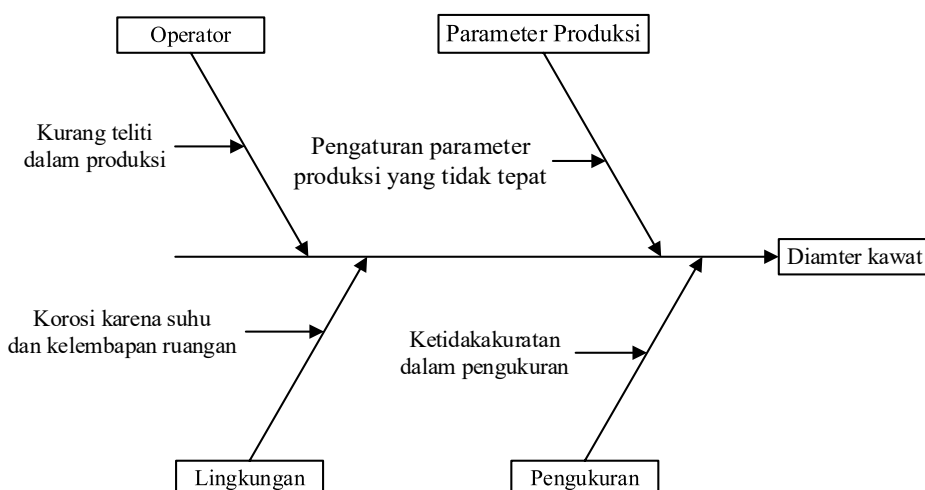 Operator
Parameter Produksi
Kurang teliti
dalam produksi
Pengaturan parameter
produksi yang tidak tepat
Diamter kawat
Korosi karena suhu
dan kelembapan ruangan
Ketidakakuratan
dalam pengukuran
Lingkungan
Pengukuran